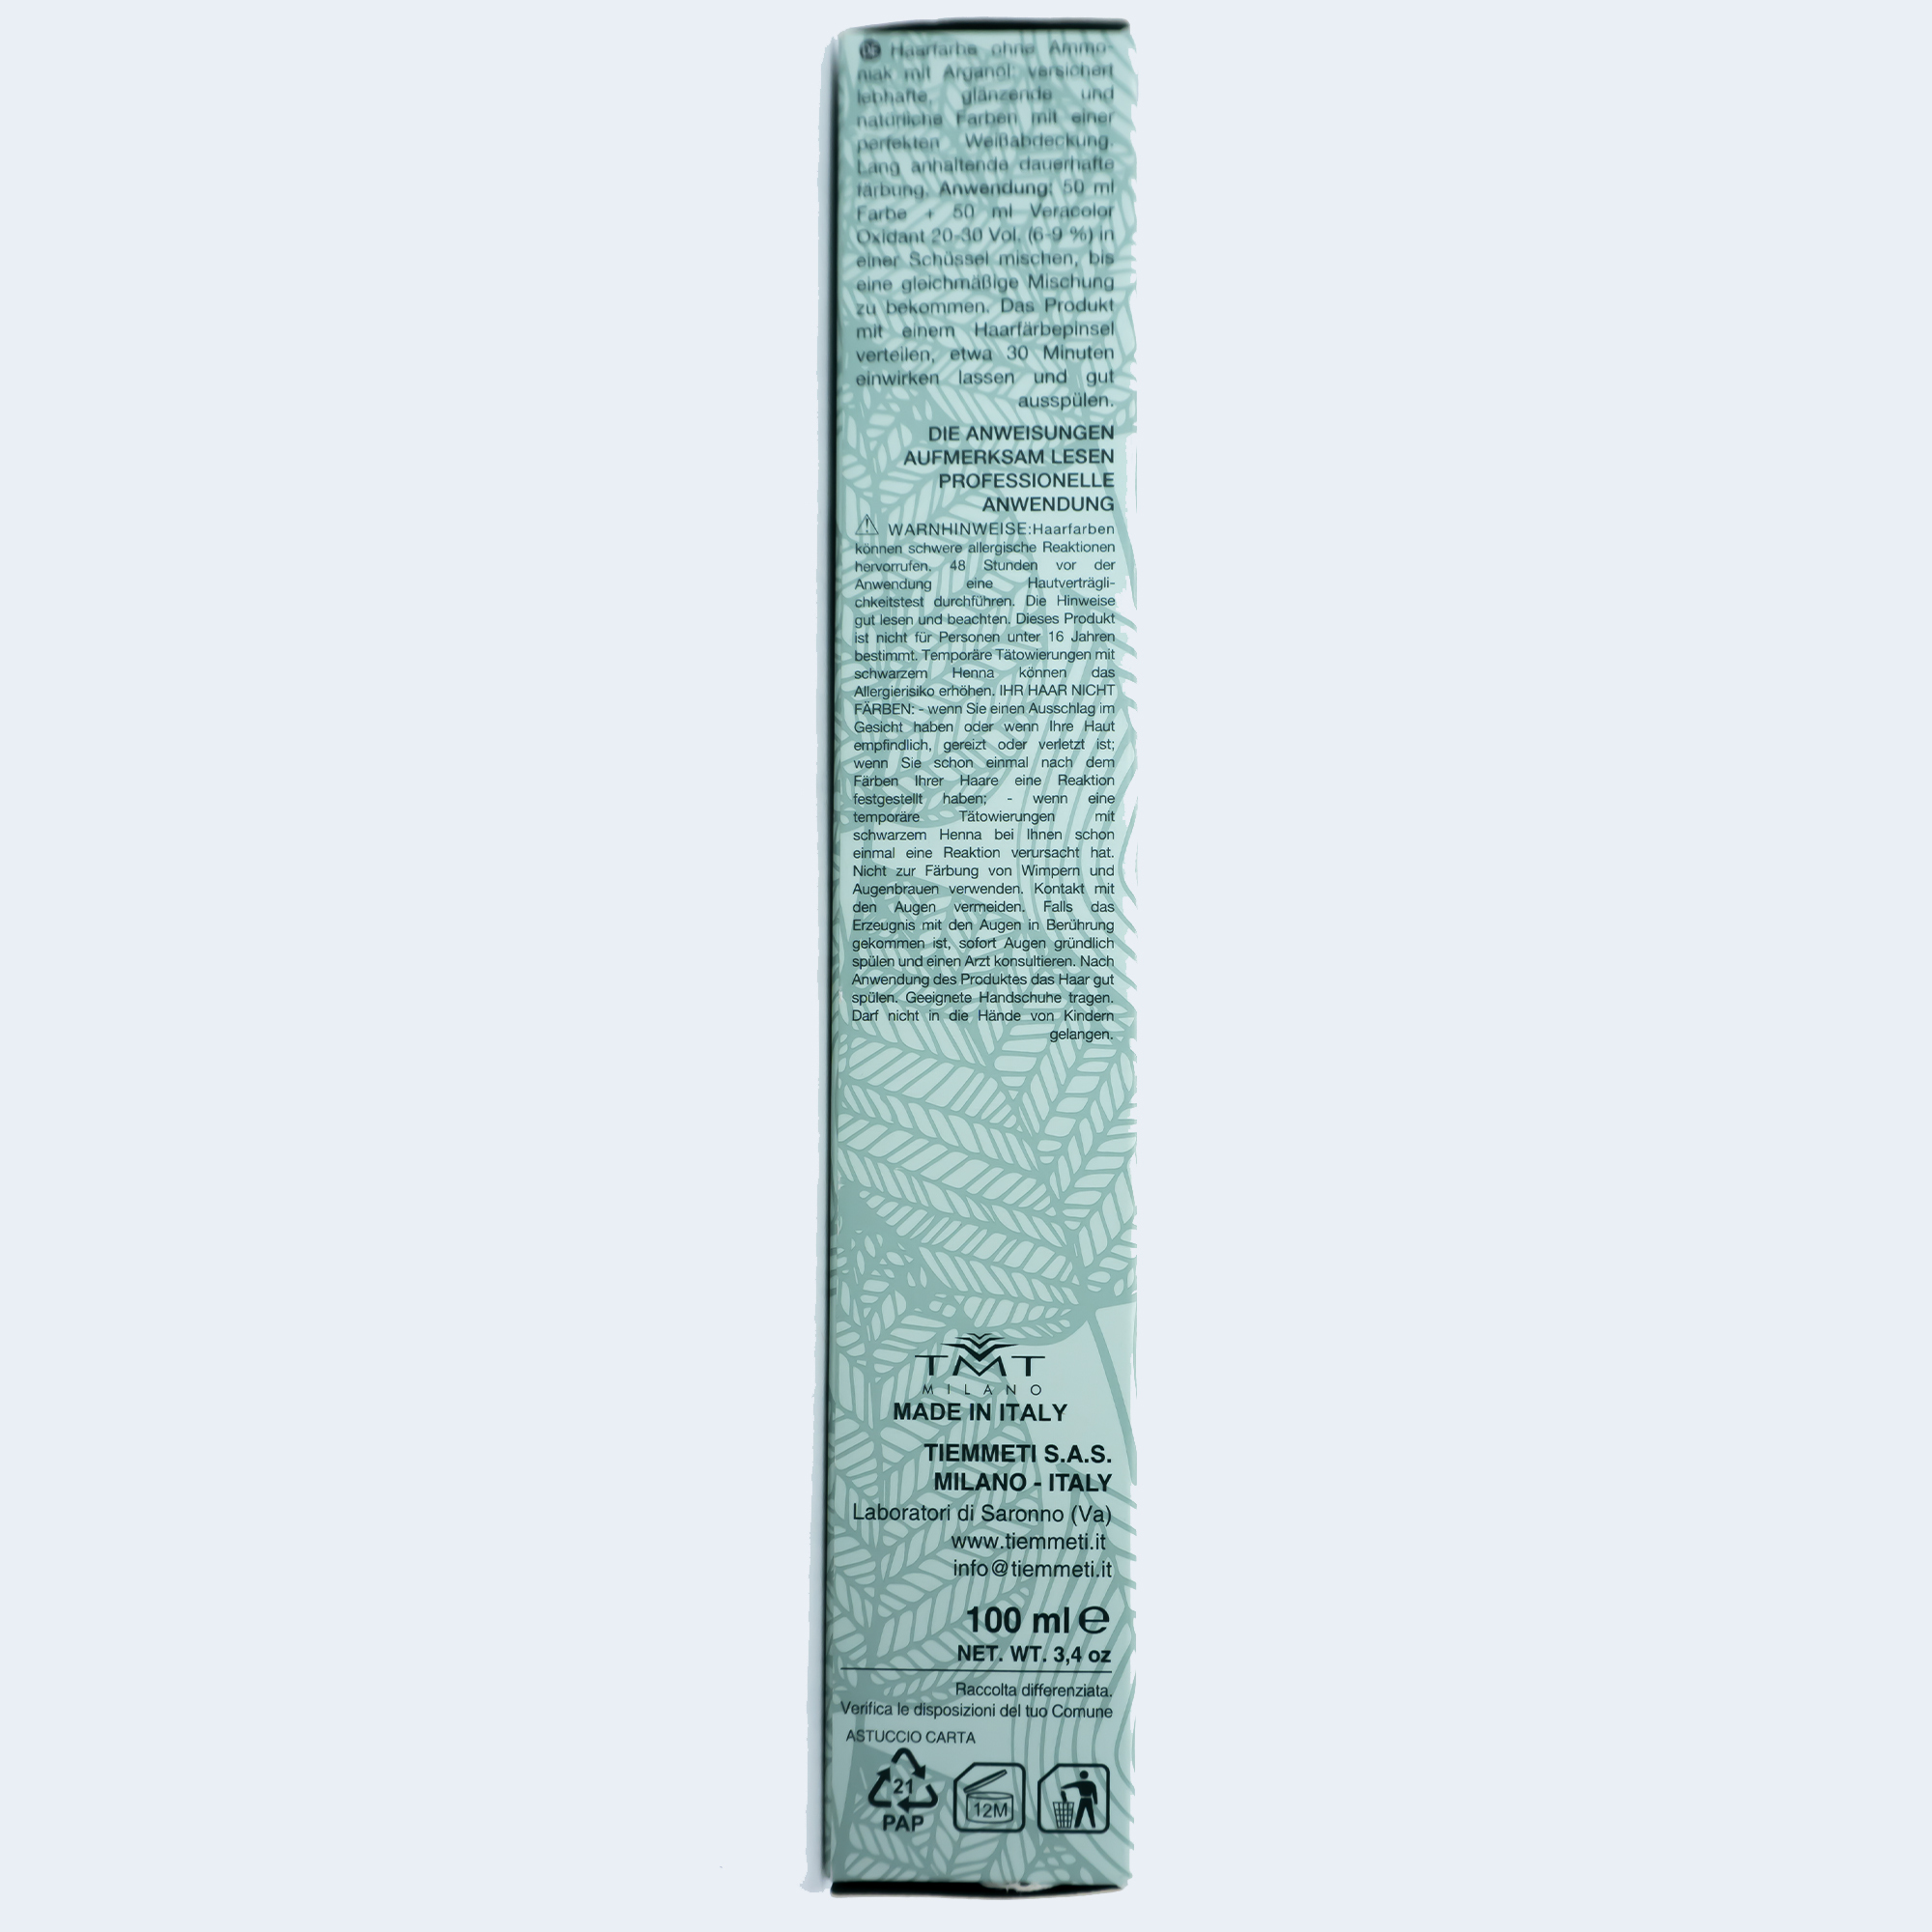 DE Haarfarbe ohne Ammo-
niak mit Arganöl: versichert
lebhafte, glänzende und
natürliche Farben mit einer
perfekten Weißabdeckung.
Lang anhaltende dauerhafte
färbung. Anwendung: 50 ml
Farbe + 50 ml Veracolor
Oxidant 20-30 Vol. (6-9 %) in
einer Schüssel mischen, bis
eine gleichmäßige Mischung
zu bekommen. Das Produkt
mit einem Haarfärbepinsel
verteilen, etwa 30 Minuten
einwirken lassen und gut
ausspülen.
DIE ANWEISUNGEN
AUFMERKSAM LESEN
PROFESSIONELLE
ANWENDUNG
WARNHINWEISE:Haarfarben
können schwere allergische Reaktionen
hervorrufen. 48 Stunden vor der
Anwendung eine Hautverträgli-
chkeitstest durchführen. Die Hinweise
gut lesen und beachten. Dieses Produkt
ist nicht für Personen unter 16 Jahren
bestimmt. Temporäre Tätowierungen mit
schwarzem Henna können das
Allergierisiko erhöhen. IHR HAAR NICHT
FÄRBEN: - wenn Sie einen Ausschlag im
Gesicht haben oder wenn Ihre Haut
empfindlich, gereizt oder verletzt ist;
wenn Sie schon einmal nach dem
Färben Ihrer Haare eine Reaktion
festgestellt haben; - wenn eine
temporäre Tätowierungen mit
schwarzem Henna bei Ihnen schon
einmal eine Reaktion verursacht hat.
Nicht zur Färbung von Wimpern und
Augenbrauen verwenden. Kontakt mit
den Augen vermeiden. Falls das
Erzeugnis mit den Augen in Berührung
gekommen ist, sofort Augen gründlich
spülen und einen Arzt konsultieren. Nach
Anwendung des Produktes das Haar gut
spülen. Geeignete Handschuhe tragen.
Darf nicht in die Hände von Kindern
gelangen.
TMT
MILANO
MADE IN ITALY
TIEMMETI S.A.S.
MILANO - ITALY
Laboratori di Saronno (Va)
www.tiemmeti.it
info@tiemmeti.it
100 ml e
NET. WT. 3,4 oz
Raccolta differenziata.
Verifica le disposizioni del tuo Comune
ASTUCCIO CARTA
21
PAP
12M